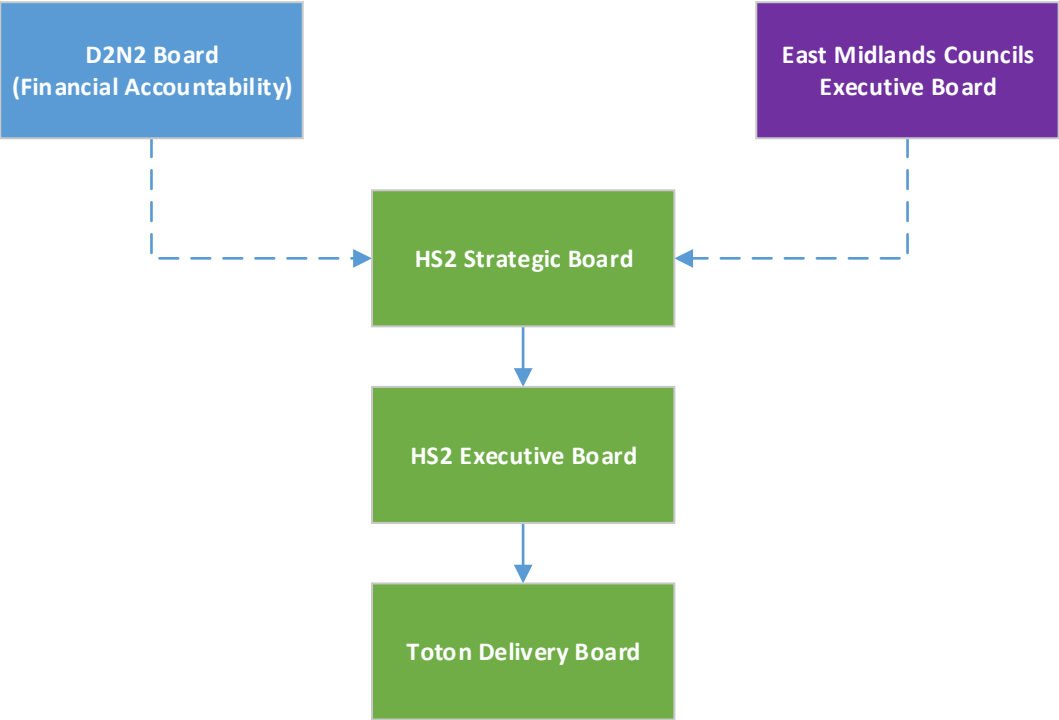 D2N2 Board
(Financial Accountability)
East Midlands Councils
Executive Board
HS2 Strategic Board
HS2 Executive Board
Toton Delivery Board